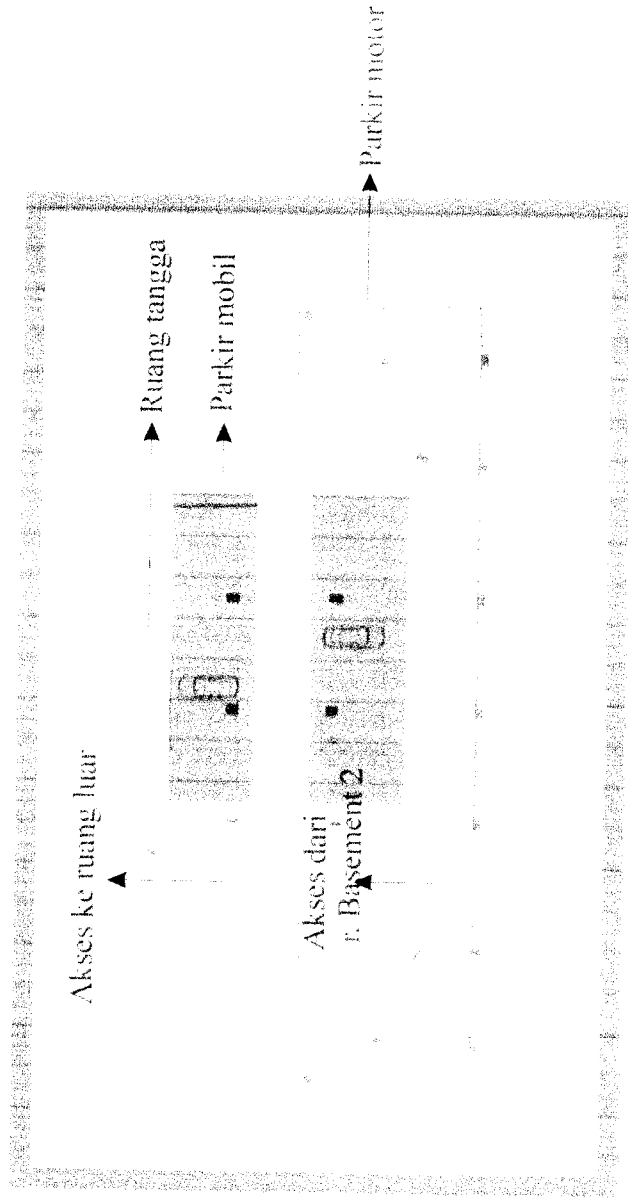 Akses ke ruang luar
Ruang tangga
Parkir mobil
Akses dari
r. Basement 2
Parkir motor